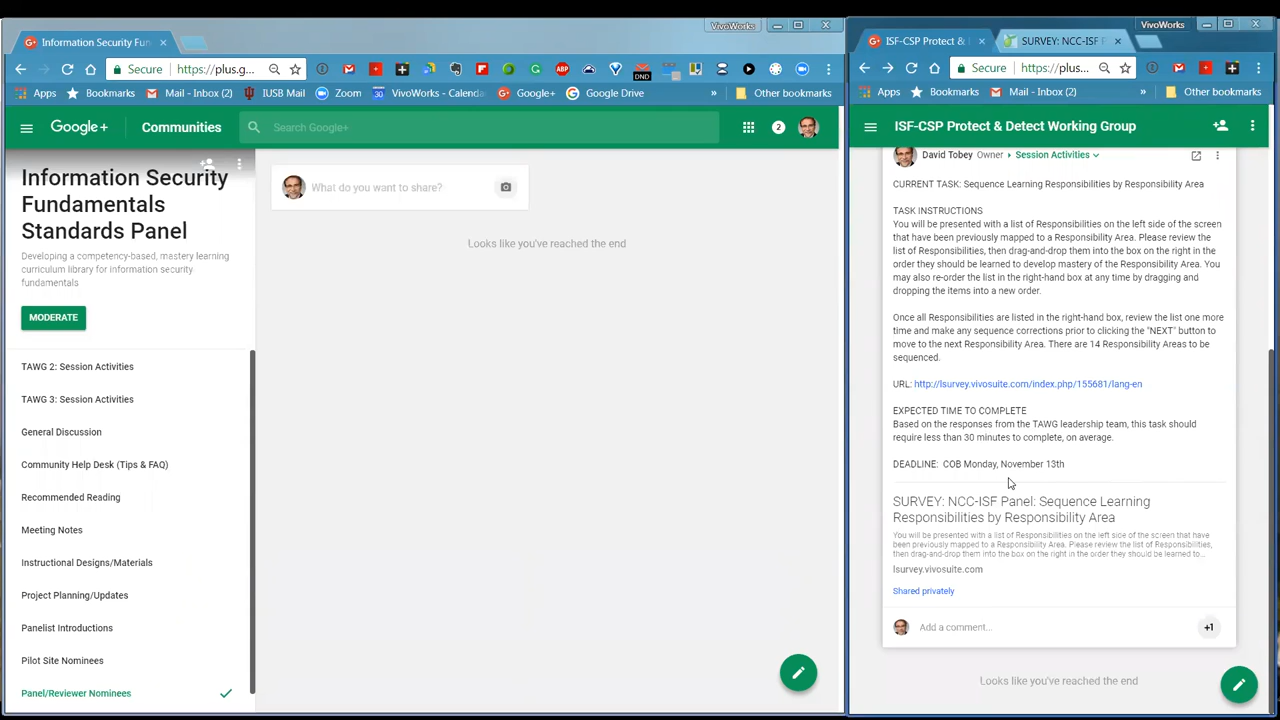 VivoWorks
Information Security Fun
Secure
https://plus.g...
ABP
DND
Apps
Bookmarks
Mail - Inbox (2)
IUSB Mail
Zoom
30
VivoWorks - Calenda
Google+
Google Drive
»
Other bookmarks
Google+
Communities
Search Google+
2
Information Security
Fundamentals
Standards Panel
Developing a competency-based, mastery learning
curriculum library for information security
fundamentals
MODERATE
TAWG 2: Session Activities
TAWG 3: Session Activities
General Discussion
Community Help Desk (Tips & FAQ)
Recommended Reading
Meeting Notes
Instructional Designs/Materials
Project Planning/Updates
Panelist Introductions
Pilot Site Nominees
Panel/Reviewer Nominees
What do you want to share?
Looks like you've reached the end
VivoWorks
ISF-CSP Protect &
SURVEY: NCC-ISF P
Secure
https://plus...
Apps
Bookmarks
Mail - Inbox (2)
»
Other bookmarks
ISF-CSP Protect & Detect Working Group
David Tobey Owner Session Activities
CURRENT TASK: Sequence Learning Responsibilities by Responsibility Area
TASK INSTRUCTIONS
You will be presented with a list of Responsibilities on the left side of the screen
that have been previously mapped to a Responsibility Area. Please review the
list of Responsibilities, then drag-and-drop them into the box on the right in the
order they should be learned to develop mastery of the Responsibility Area. You
may also re-order the list in the right-hand box at any time by dragging and
dropping the items into a new order.
Once all Responsibilities are listed in the right-hand box, review the list one more
time and make any sequence corrections prior to clicking the "NEXT" button to
move to the next Responsibility Area. There are 14 Responsibility Areas to be
sequenced.
URL: http://lsurvey.vivosuite.com/index.php/155681/lang-en
EXPECTED TIME TO COMPLETE
Based on the responses from the TAWG leadership team, this task should
require less than 30 minutes to complete, on average.
DEADLINE: COB Monday, November 13th
SURVEY: NCC-ISF Panel: Sequence Learning
Responsibilities by Responsibility Area
You will be presented with a list of Responsibilities on the left side of the screen that have
been previously mapped to a Responsibility Area. Please review the list of Responsibilities,
then drag-and-drop them into the box on the right in the order they should be learned to...
lsurvey.vivosuite.com
Shared privately
Add a comment...
+1
Looks like you've reached the end